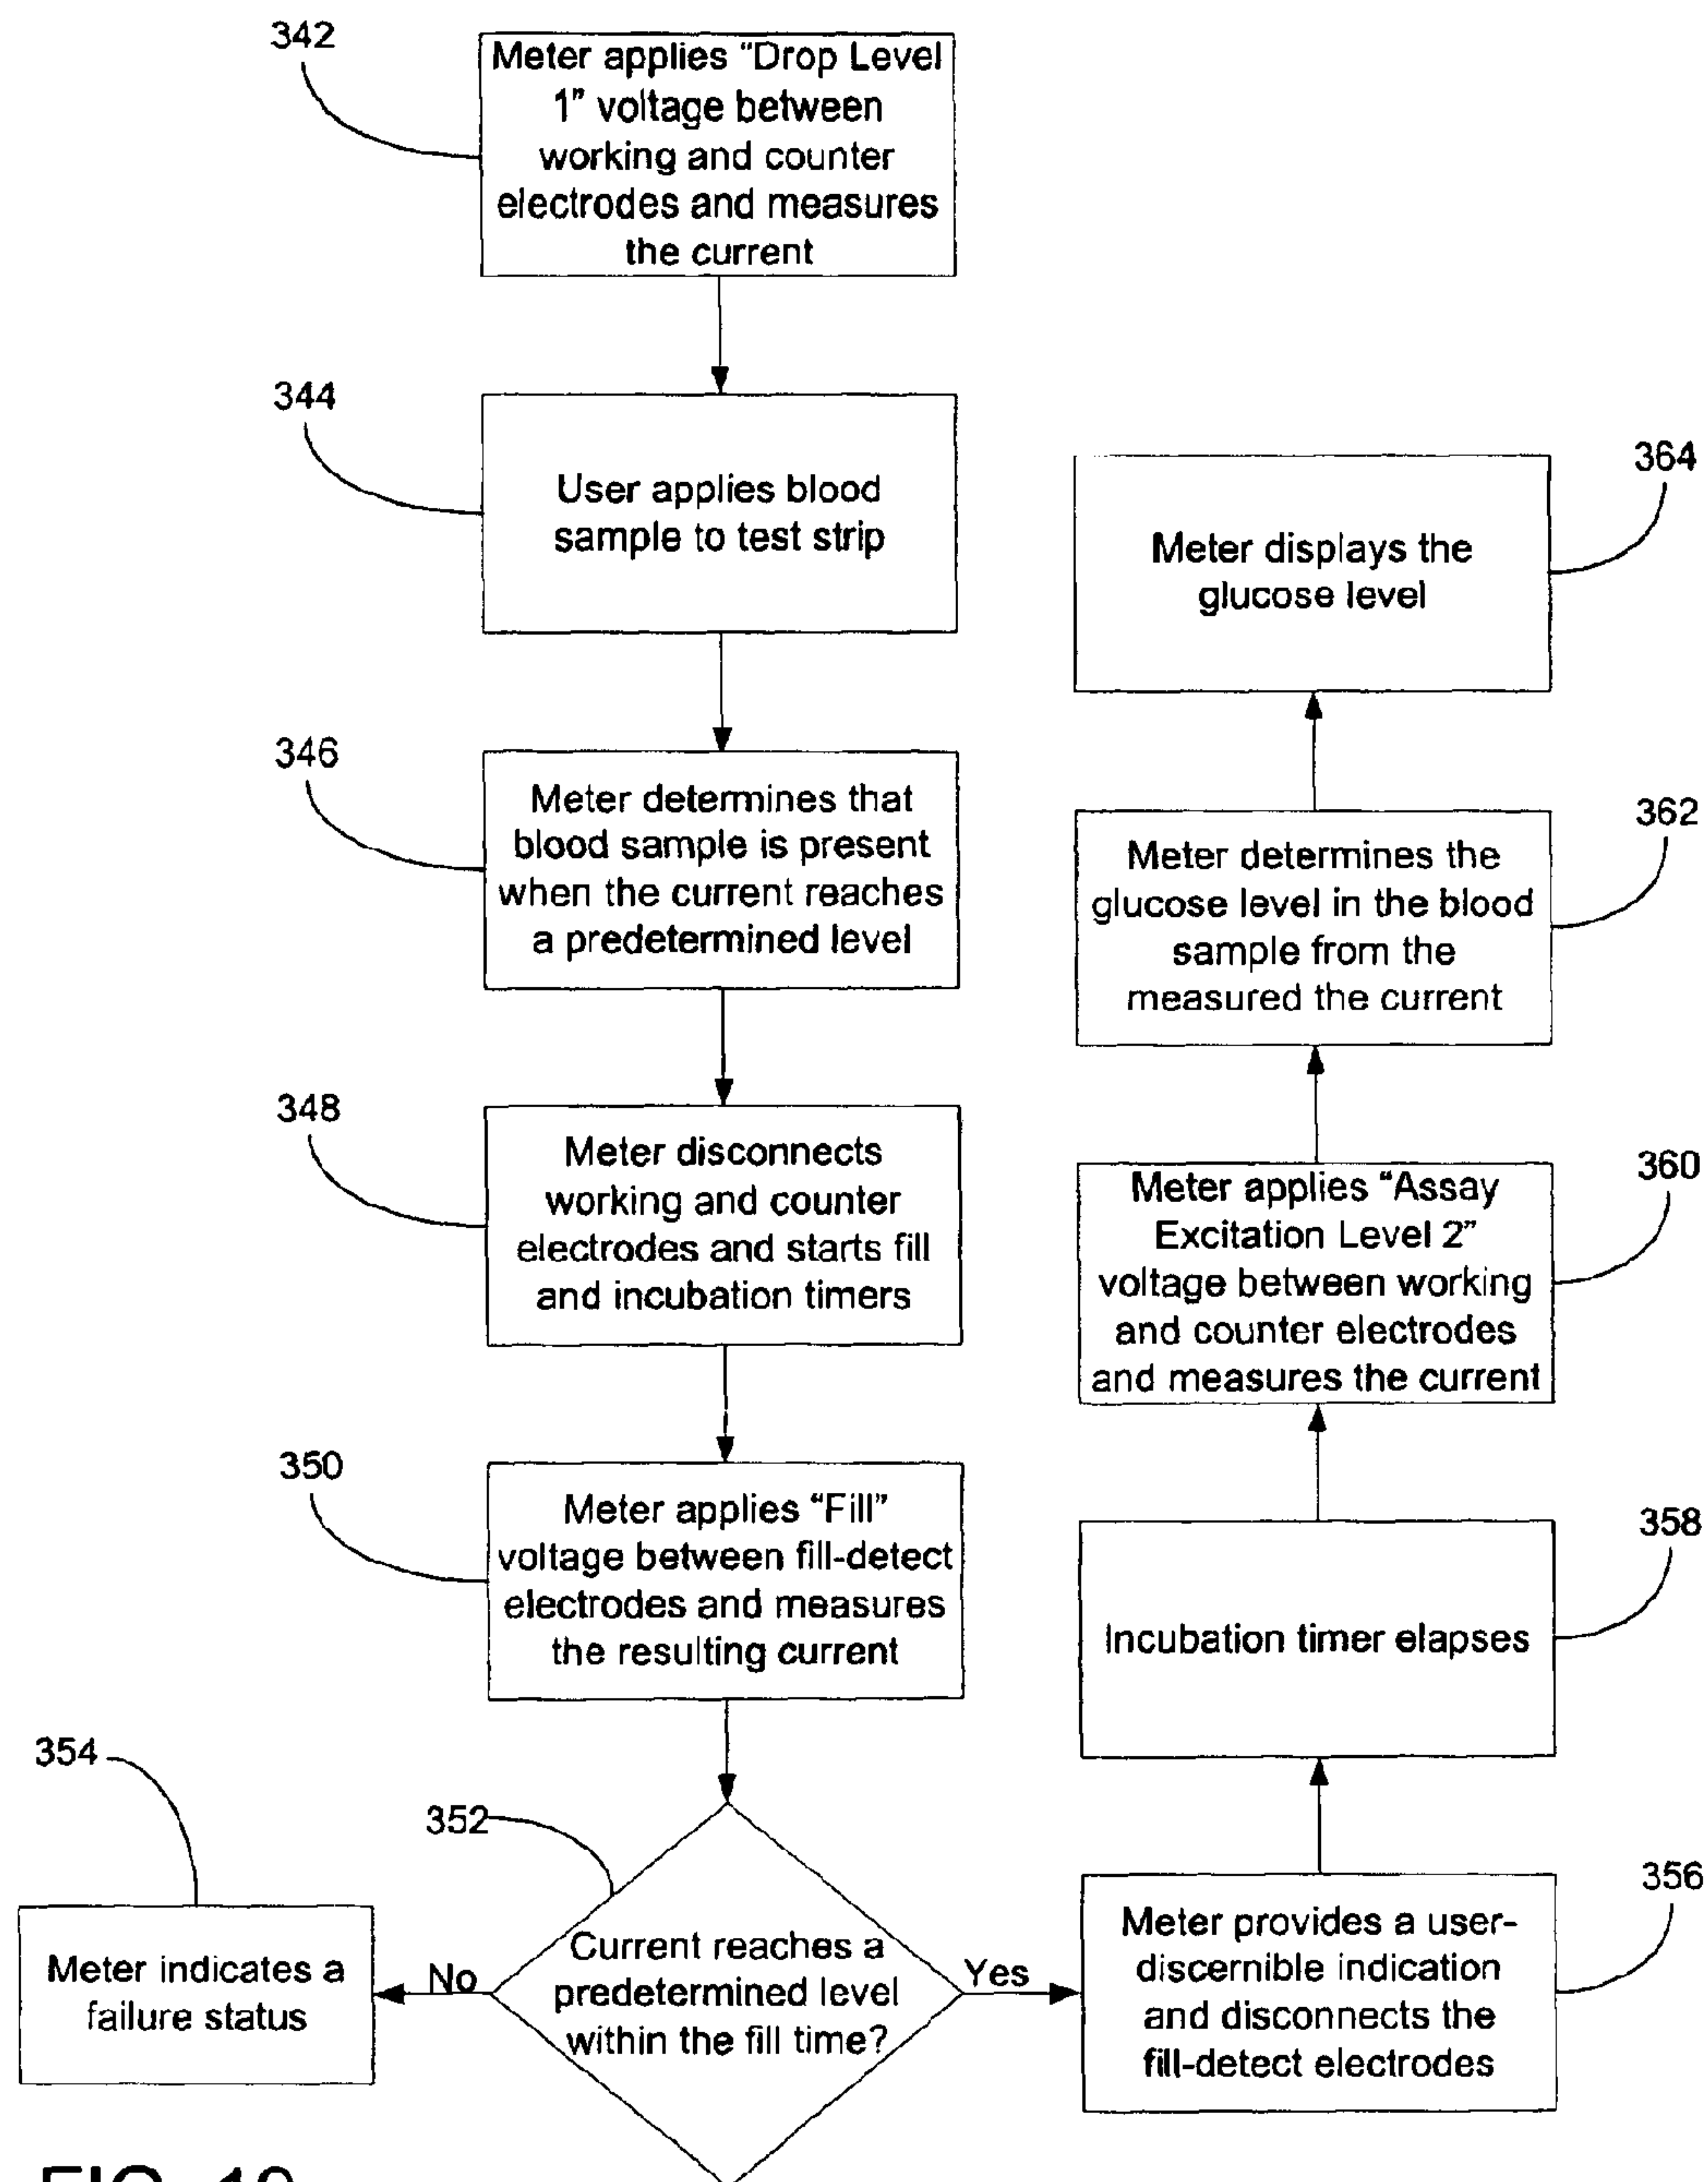 342
Meter applies “Drop Level
1” voltage between
working and counter
electrodes and measures
the current
344
User applies blood
sample to test strip
346
Meter determines that
blood sample is present
when the current reaches
a predetermined level
348
Meter disconnects
working and counter
electrodes and starts fill
and incubation timers
350
Meter applies “Fill”
voltage between fill-detect
electrodes and measures
the resulting current
352
Current reaches a
predetermined level
within the fill time?
No
354
Meter indicates a
failure status
Yes
356
Meter provides a user-
discernible indication
and disconnects the
fill-detect electrodes
358
Incubation timer elapses
360
Meter applies “Assay
Excitation Level 2”
voltage between working
and counter electrodes
and measures the current
362
Meter determines the
glucose level in the blood
sample from the
measured the current
364
Meter displays the
glucose level